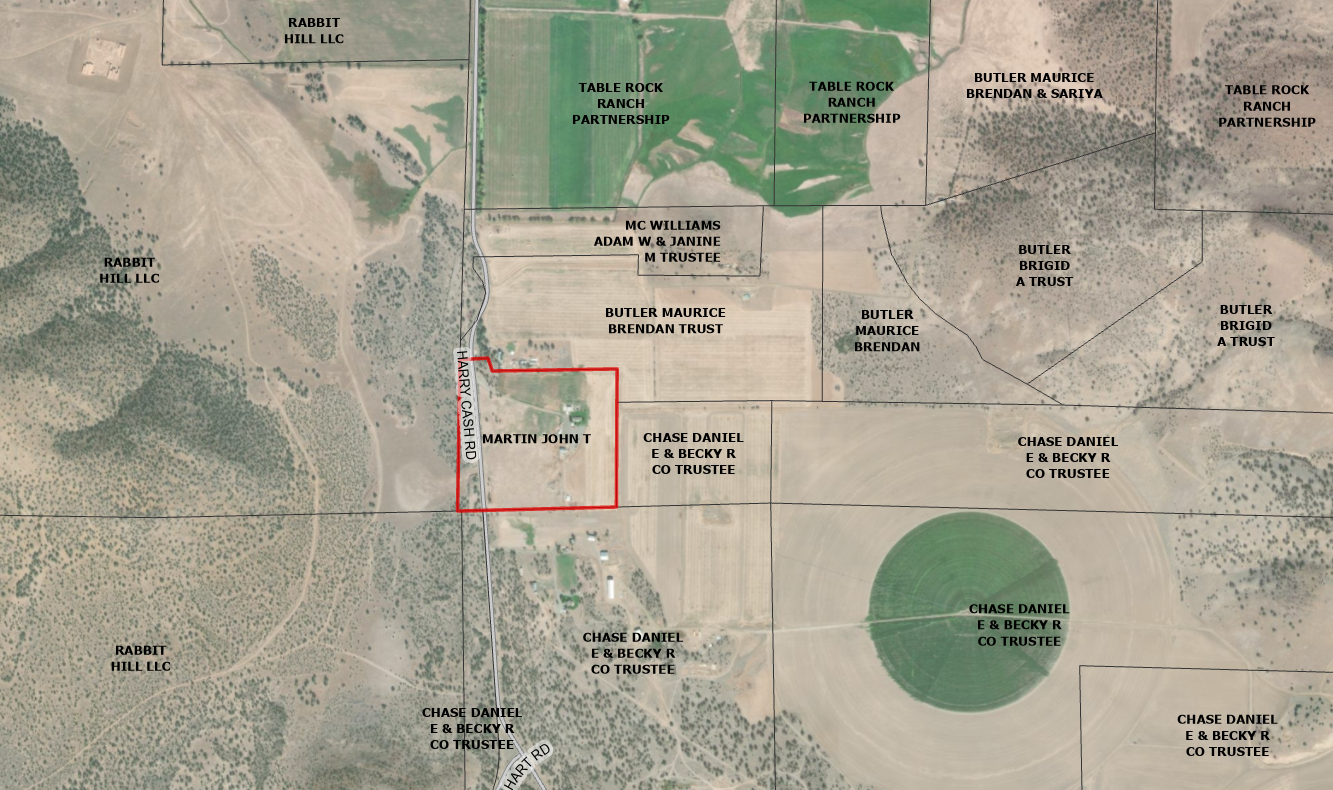 RABBIT
HILL LLC
TABLE ROCK
RANCH
PARTNERSHIP
TABLE ROCK
RANCH
PARTNERSHIP
BUTLER MAURICE
BRENDAN & SARIYA
TABLE ROCK
RANCH
PARTNERSHIP
MC WILLIAMS
ADAM W & JANINE
M TRUSTEE
RABBIT
HILL LLC
BUTLER
BRIGID
A TRUST
BUTLER MAURICE
BRENDAN TRUST
BUTLER
MAURICE
BRENDAN
BUTLER
BRIGID
A TRUST
HARRY CASH RD
MARTIN JOHN T
CHASE DANIEL
E & BECKY R
CO TRUSTEE
CHASE DANIEL
E & BECKY R
CO TRUSTEE
CHASE DANIEL
E & BECKY R
CO TRUSTEE
RABBIT
HILL LLC
CHASE DANIEL
E & BECKY R
CO TRUSTEE
CHASE DANIEL
E & BECKY R
CO TRUSTEE
CHASE DANIEL
E & BECKY R
CO TRUSTEE
HART RD